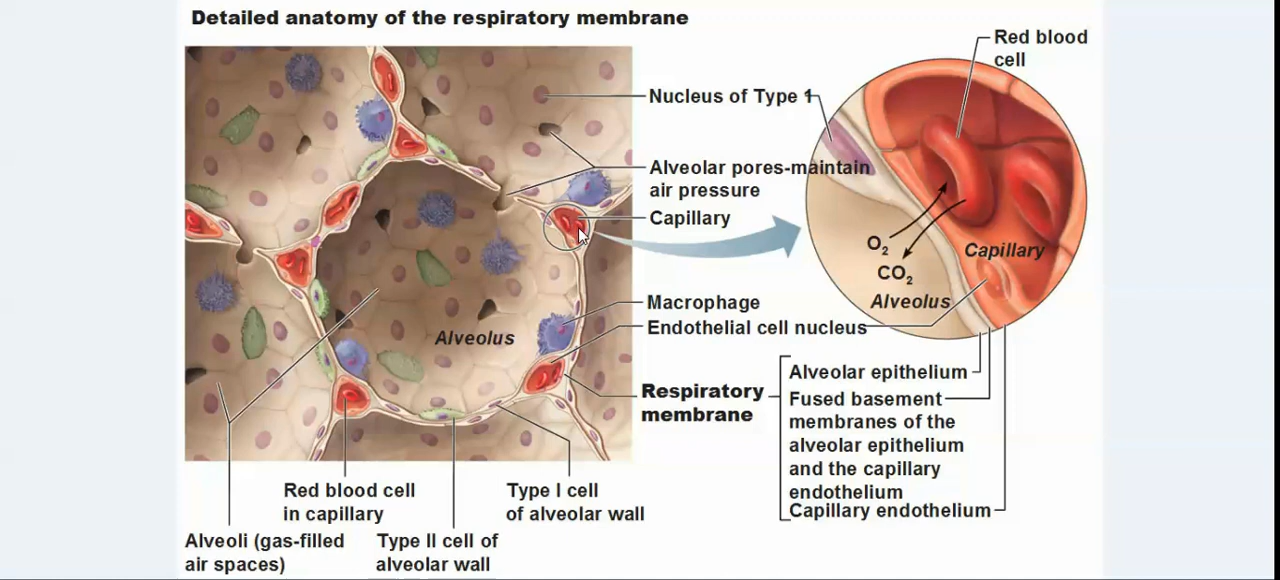 Detailed anatomy of the respiratory membrane
Red blood
cell
Nucleus of Type 1
Alveolar pores-maintain
air pressure
Capillary
O2
CO2
Capillary
Alveolus
Macrophage
Endothelial cell nucleus
Alveolus
Respiratory
membrane
Alveolar epithelium
Fused basement
membranes of the
alveolar epithelium
and the capillary
endothelium
Capillary endothelium
Red blood cell
in capillary
Type I cell
of alveolar wall
Alveoli (gas-filled
air spaces)
Type II cell of
alveolar wall